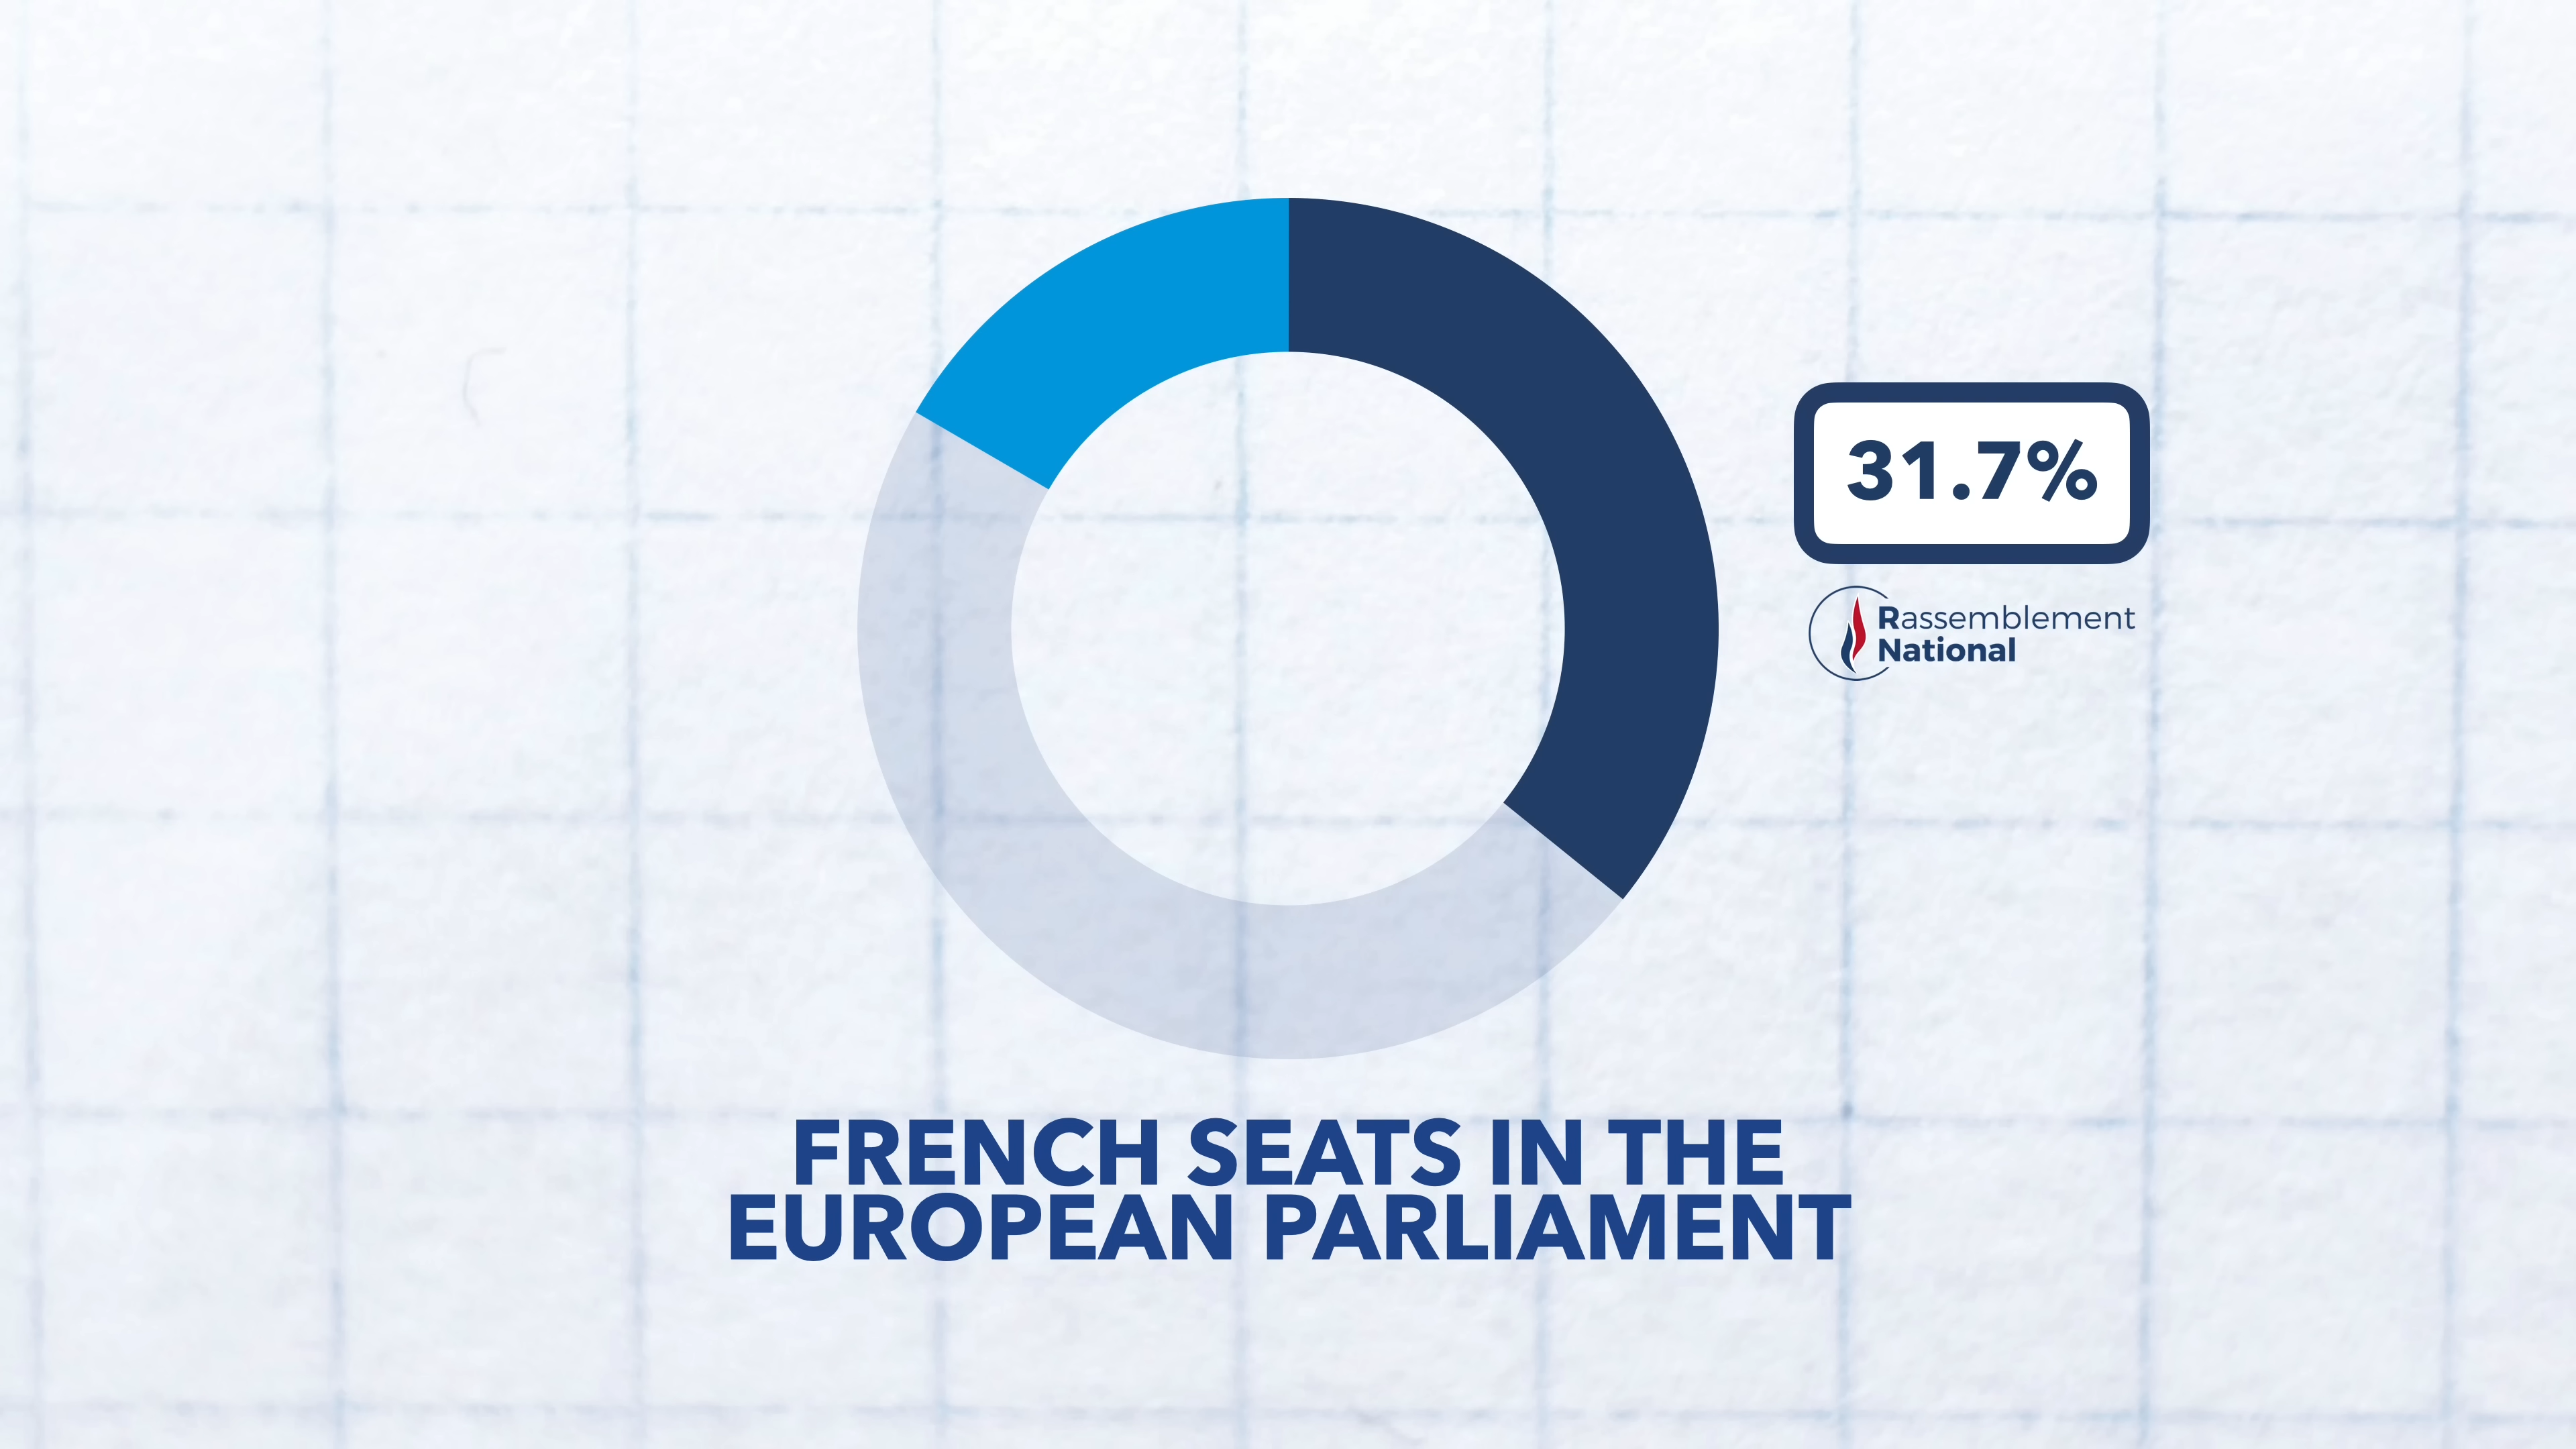 31.7%
Rassemblement
National
FRENCH SEATS IN THE
EUROPEAN PARLIAMENT